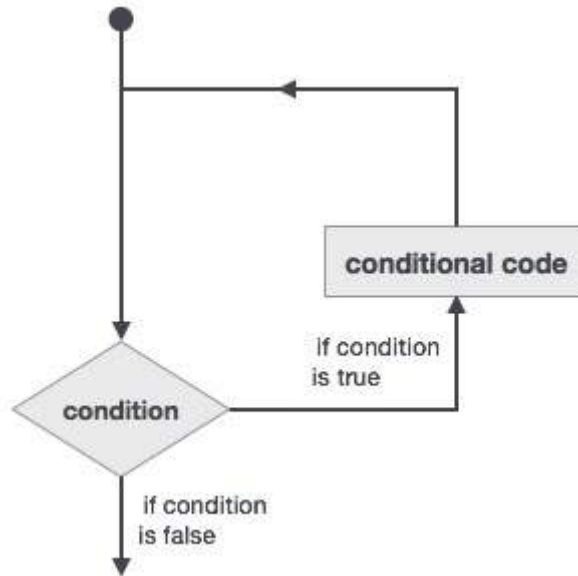 conditional code
if condition
is true
condition
if condition
is false